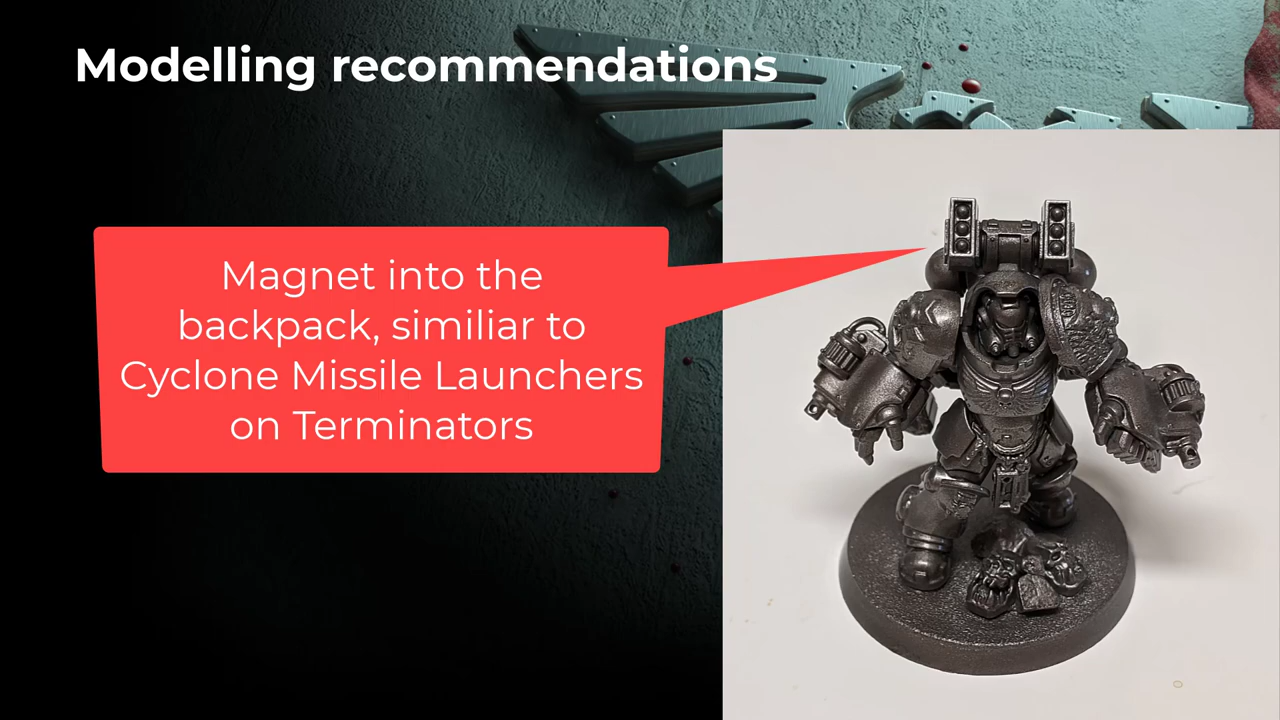 Modelling recommendations
Magnet into the
backpack, similiar to
Cyclone Missile Launchers
on Terminators